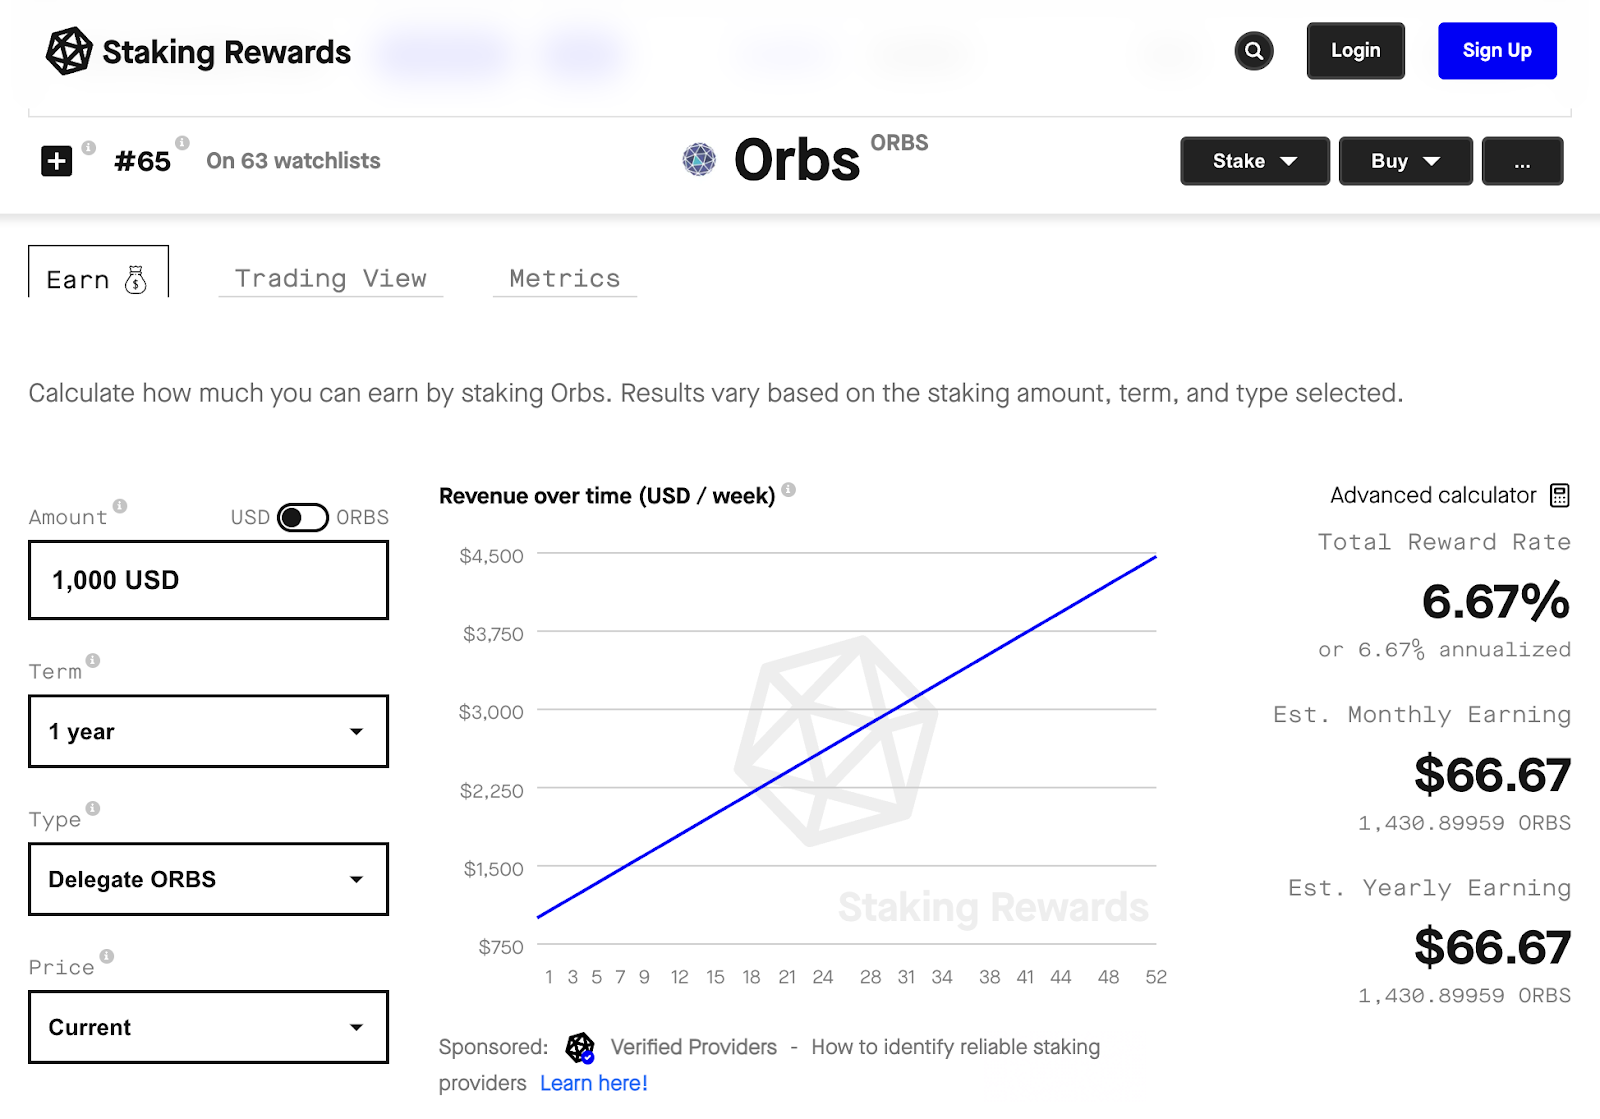 Staking Rewards
Login
Sign Up
#65
On 63 watchlists
Orbs ORBS
Stake
Buy
...
Earn
Trading View
Metrics
Calculate how much you can earn by staking Orbs. Results vary based on the staking amount, term, and type selected.
Amount
USD
ORBS
1,000 USD
Term
1 year
Type
Delegate ORBS
Price
Current
Revenue over time (USD / week)
$4,500
$3,750
$3,000
$2,250
$1,500
$750
1 3 5 7 9 12 15 18 21 24 28 31 34 38 41 44 48 52
Staking Rewards
Sponsored: Verified Providers - How to identify reliable staking
providers Learn here!
Advanced calculator
Total Reward Rate
6.67%
or 6.67% annualized
Est. Monthly Earning
$66.67
1,430.89959 ORBS
Est. Yearly Earning
$66.67
1,430.89959 ORBS